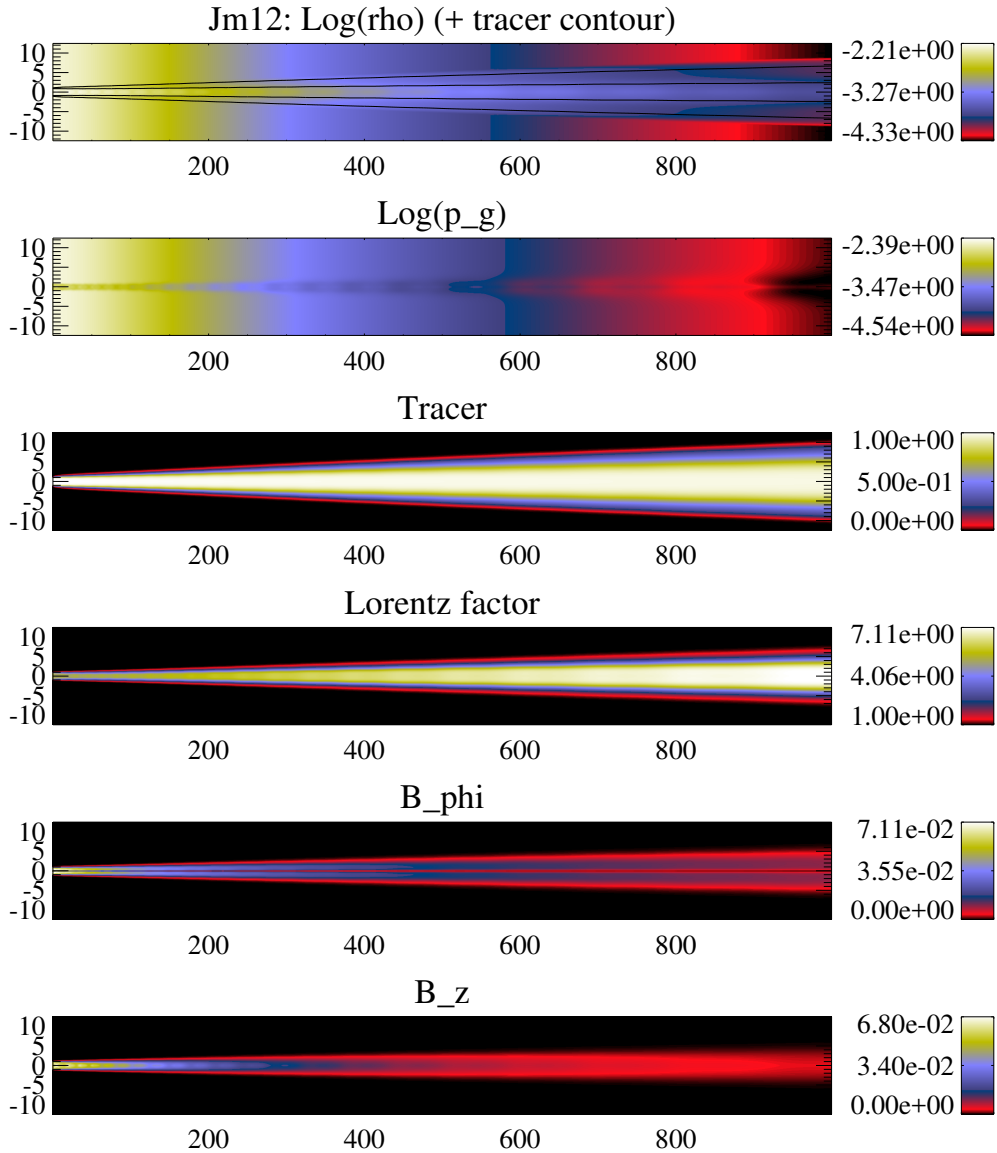 Jm12: Log(rho) (+ tracer contour)
10
5
0
-5
-10
200 400 600 800
-2.21e+00
-3.27e+00
-4.33e+00
Log(p_g)
10
5
0
-5
-10
200 400 600 800
-2.39e+00
-3.47e+00
-4.54e+00
Tracer
10
5
0
-5
-10
200 400 600 800
1.00e+00
5.00e-01
0.00e+00
Lorentz factor
10
5
0
-5
-10
200 400 600 800
7.11e+00
4.06e+00
1.00e+00
B_phi
10
5
0
-5
-10
200 400 600 800
7.11e-02
3.55e-02
0.00e+00
B_z
10
5
0
-5
-10
200 400 600 800
6.80e-02
3.40e-02
0.00e+00